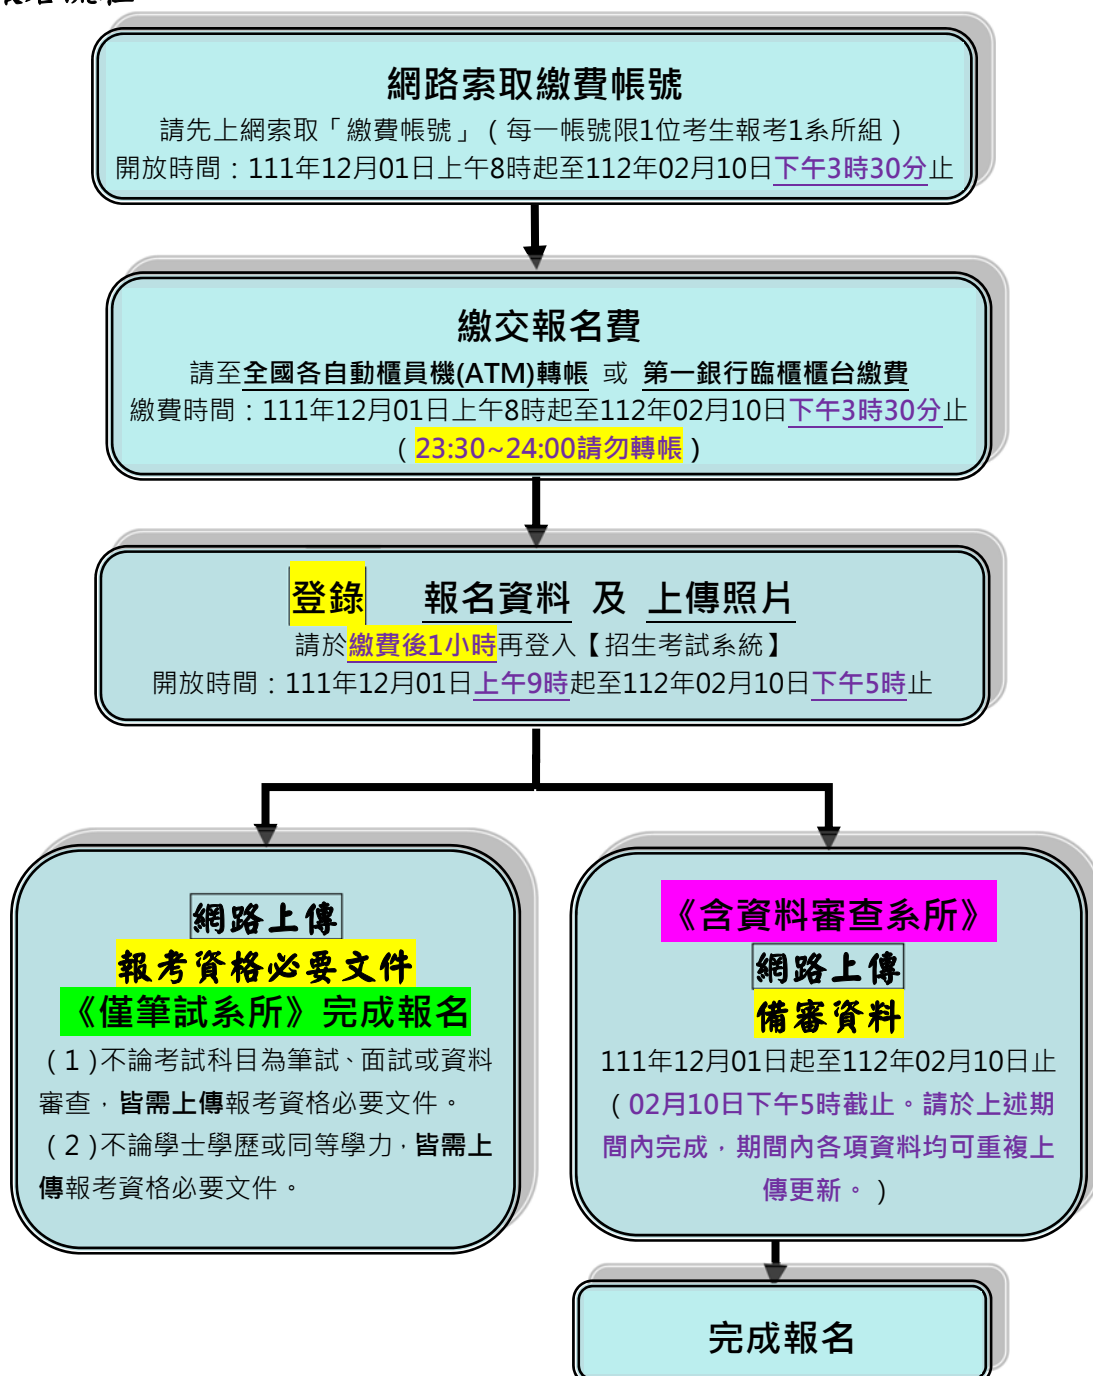 網路索取繳費帳號
請先上網索取「繳費帳號」(每一帳號限1位考生報考1系所組)
開放時間：111年12月01日上午8時起至112年02月10日下午3時30分止
繳交報名費
請至全國各自動櫃員機(ATM)轉帳 或 第一銀行臨櫃櫃台繳費
繳費時間：111年12月01日上午8時起至112年02月10日下午3時30分止
(23:30~24:00請勿轉帳)
登錄 報名資料 及 上傳照片
請於繳費後1小時再登入【招生考試系統】
開放時間：111年12月01日上午9時起至112年02月10日下午5時止
網路上傳
報考資格必要文件
《僅筆試系所》完成報名
(1)不論考試科目為筆試、面試或資料
審查，皆需上傳報考資格必要文件。
(2)不論學士學歷或同等學力，皆需上
傳報考資格必要文件。
《含資料審查系所》
網路上傳
備審資料
111年12月01日起至112年02月10日止
(02月10日下午5時截止。請於上述期
間內完成，期間內各項資料均可重複上
傳更新。)
完成報名